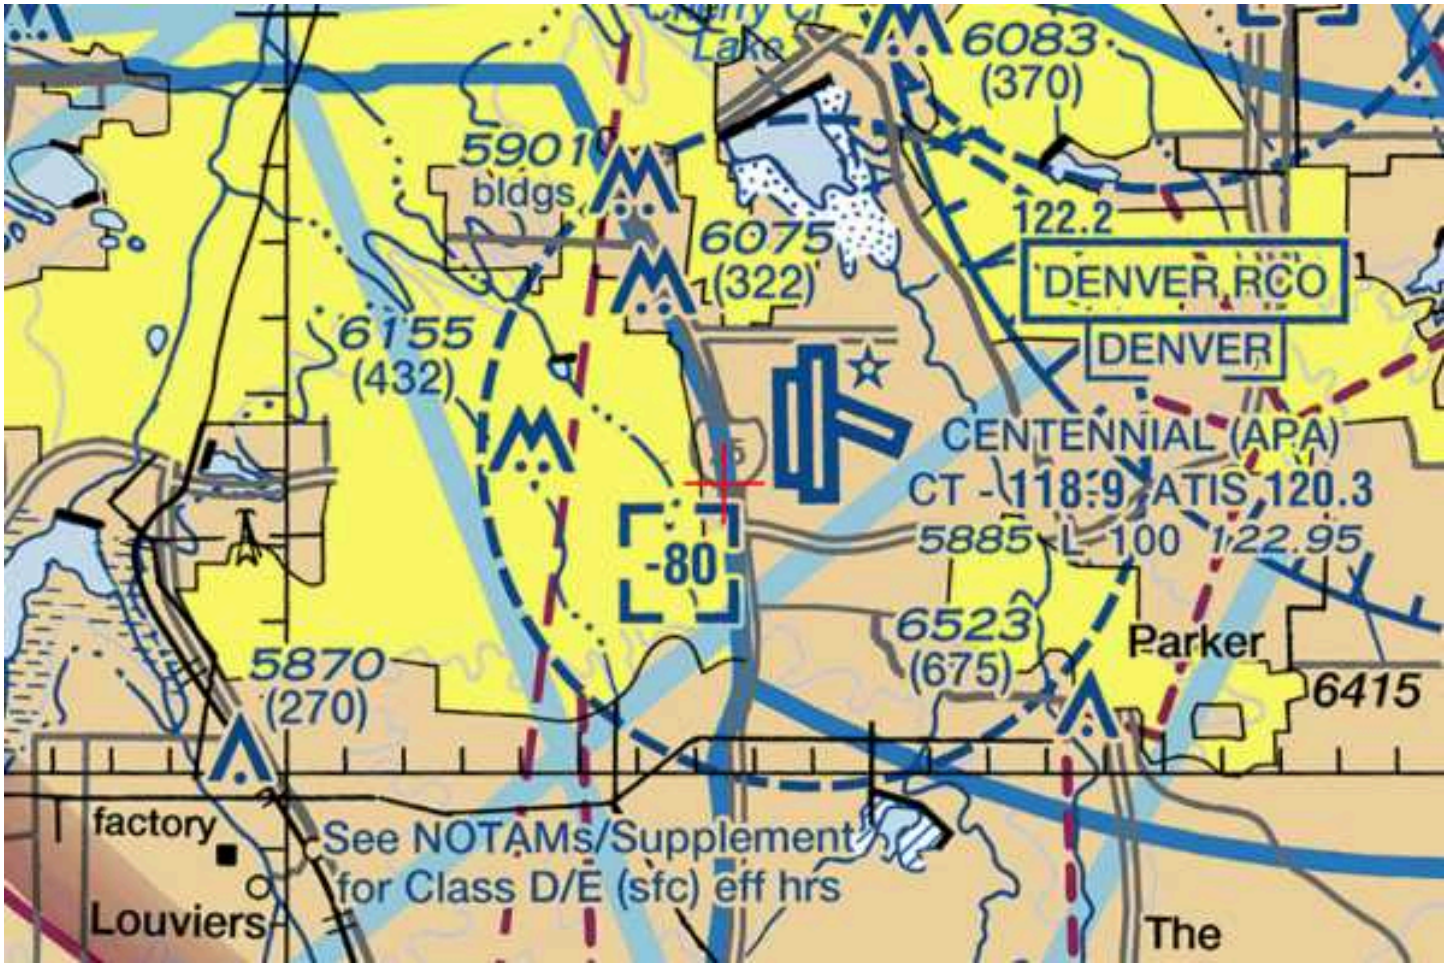 Cherry Cr
Lake
6083
(370)
5901
bldgs
122.2
6075
(322)
DENVER RCO
6155
(432)
DENVER
CENTENNIAL (APA)
CT - 118.9 ATIS 120.3
5885 L 100 122.95
-80
6523
(675)
Parker
5870
(270)
6415
factory
See NOTAMs/Supplement
for Class D/E (sfc) eff hrs
Louviers
The